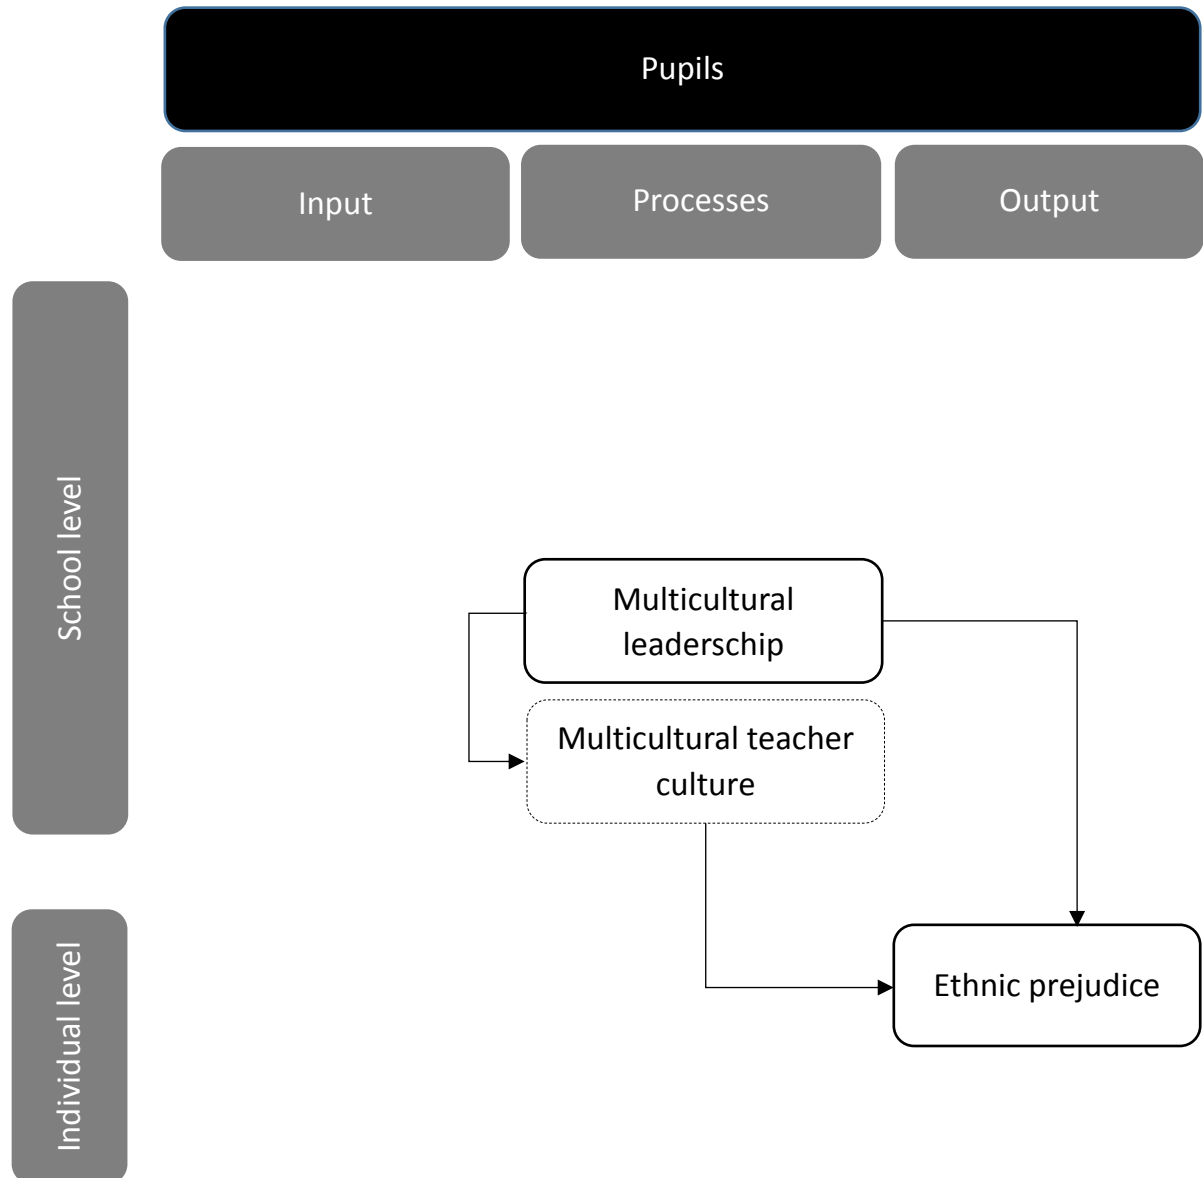 Pupils
Input
Processes
Output
School level
Multicultural
leaderschip
Multicultural teacher
culture
Individual level
Ethnic prejudice